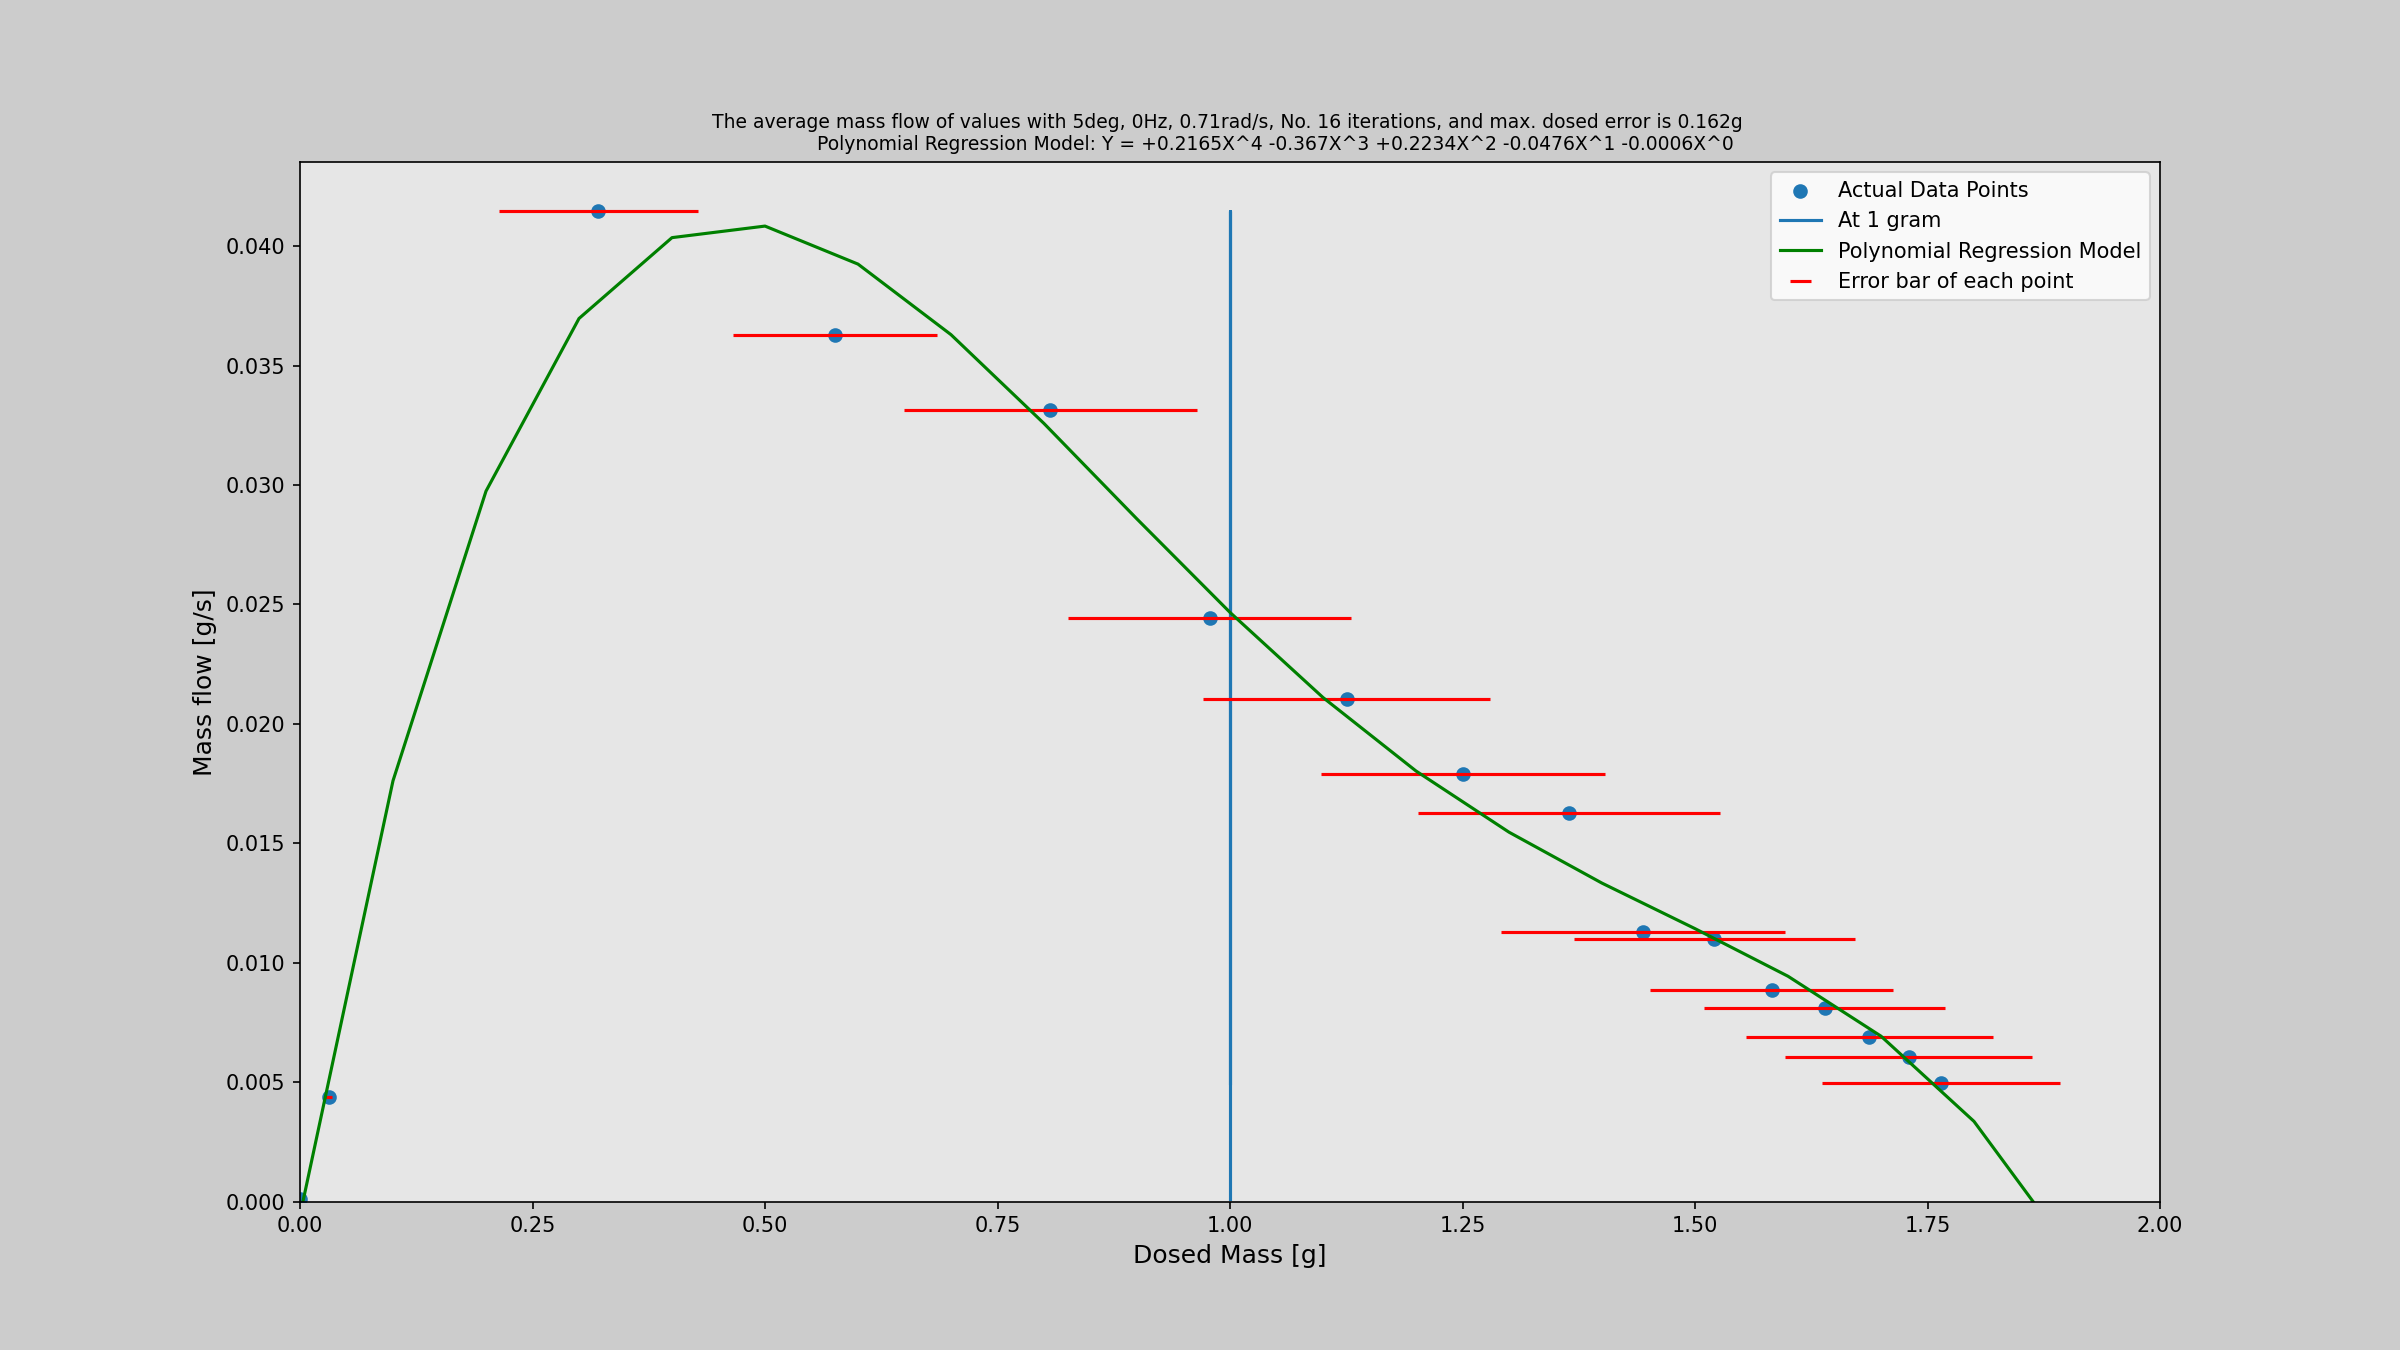 The average mass flow of values with 5deg, 0Hz, 0.71rad/s, No. 16 iterations, and max. dosed error is 0.162g
Polynomial Regression Model: Y = +0.2165X^4 -0.367X^3 +0.2234X^2 -0.0476X^1 -0.0006X^0
Actual Data Points
At 1 gram
Polynomial Regression Model
Error bar of each point
Mass flow [g/s]
0.040
0.035
0.030
0.025
0.020
0.015
0.010
0.005
0.000
0.00 0.25 0.50 0.75 1.00 1.25 1.50 1.75 2.00
Dosed Mass [g]